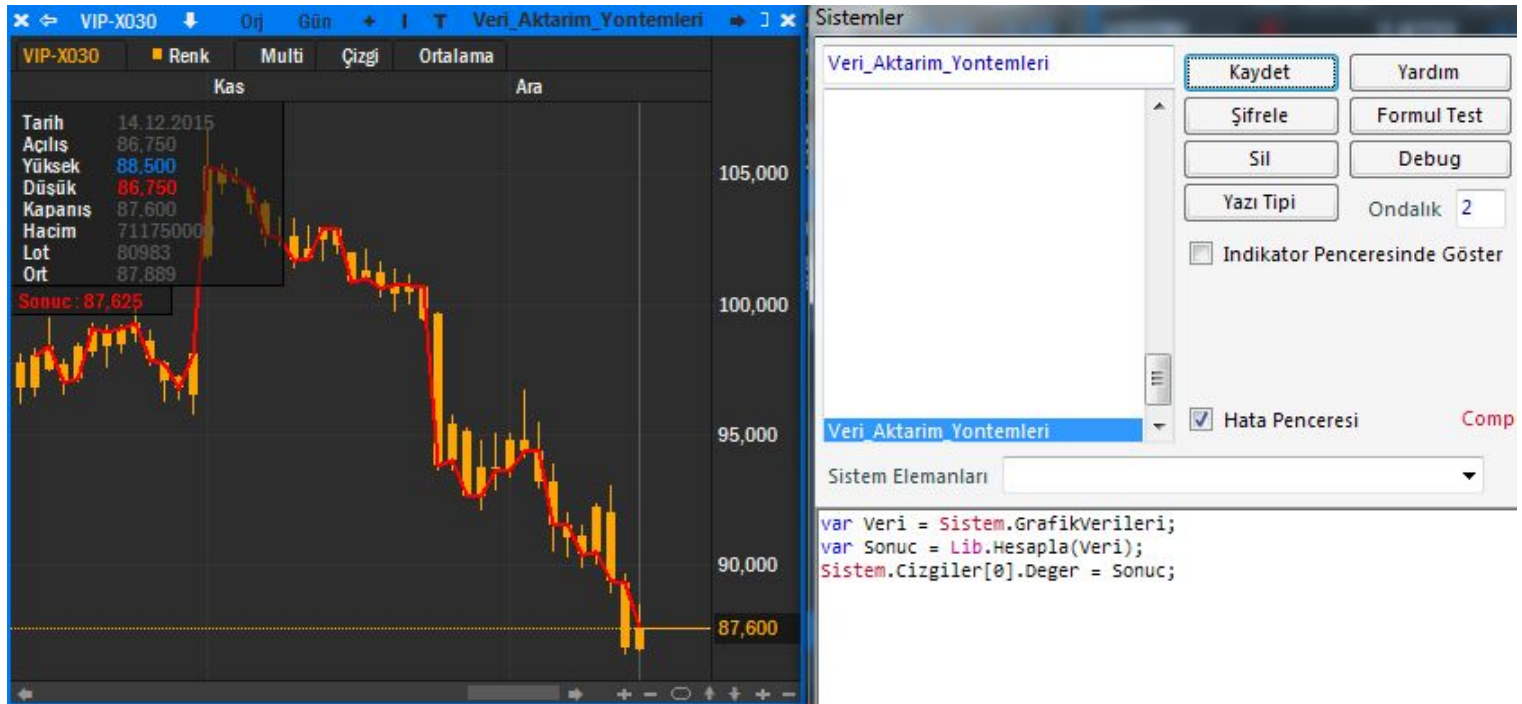 VIP-X030 Orj Gün + I T Veri_Aktarim_Yontemleri
VIP-X030 Renk Multi Çizgi Ortalama
Kas Ara
Tarih 14.12.2015
Açılış 86,750
Yüksek 88,500
Düşük 86,750
Kapanış 87,600
Hacim 711750000
Lot 80983
Ort 87,889
Sonuc : 87,625
105,000
100,000
95,000
90,000
87,600
Sistemler
Veri_Aktarim_Yontemleri
Kaydet Yardım
Şifrele Formul Test
Sil Debug
Yazı Tipi Ondalık 2
Indikator Penceresinde Göster
Hata Penceresi Comp
Veri_Aktarim_Yontemleri
Sistem Elemanları
var Veri = Sistem.GrafikVerileri;
var Sonuc = Lib.Hesapla(Veri);
Sistem.Cizgiler[0].Deger = Sonuc;